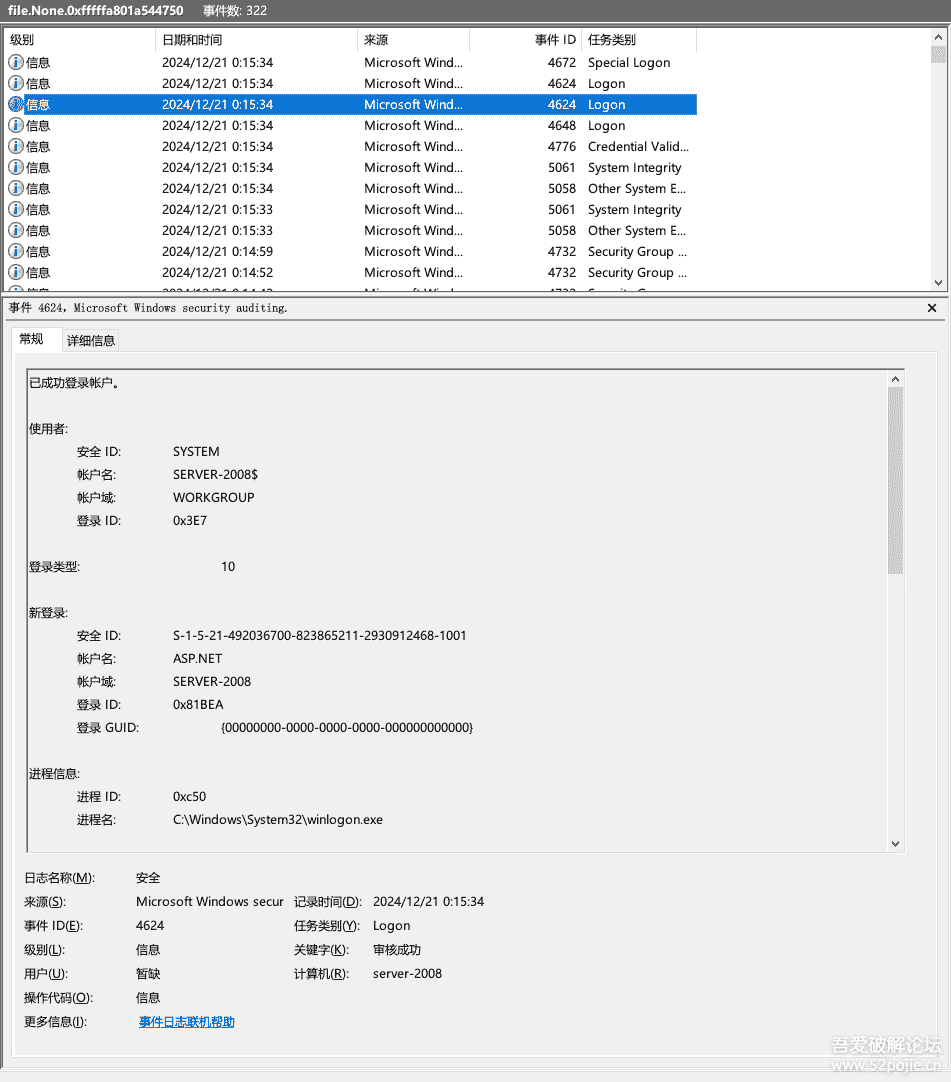 file.None.0xfffffa801a544750 事件数: 322
级别 日期和时间 来源 事件 ID 任务类别
信息 2024/12/21 0:15:34 Microsoft Wind... 4672 Special Logon
信息 2024/12/21 0:15:34 Microsoft Wind... 4624 Logon
信息 2024/12/21 0:15:34 Microsoft Wind... 4624 Logon
信息 2024/12/21 0:15:34 Microsoft Wind... 4648 Logon
信息 2024/12/21 0:15:34 Microsoft Wind... 4776 Credential Valid...
信息 2024/12/21 0:15:34 Microsoft Wind... 5061 System Integrity
信息 2024/12/21 0:15:34 Microsoft Wind... 5058 Other System E...
信息 2024/12/21 0:15:33 Microsoft Wind... 5061 System Integrity
信息 2024/12/21 0:15:33 Microsoft Wind... 5058 Other System E...
信息 2024/12/21 0:14:59 Microsoft Wind... 4732 Security Group ...
信息 2024/12/21 0:14:52 Microsoft Wind... 4732 Security Group ...
事件 4624, Microsoft Windows security auditing.
常规 详细信息
已成功登录帐户。
使用者:
安全 ID: SYSTEM
帐户名: SERVER-2008$
帐户域: WORKGROUP
登录 ID: 0x3E7
登录类型: 10
新登录:
安全 ID: S-1-5-21-492036700-823865211-2930912468-1001
帐户名: ASP.NET
帐户域: SERVER-2008
登录 ID: 0x81BEA
登录 GUID: {00000000-0000-0000-0000-000000000000}
进程信息:
进程 ID: 0xc50
进程名: C:\Windows\System32\winlogon.exe
日志名称(M): 安全
来源(S): Microsoft Windows secur 记录时间(D): 2024/12/21 0:15:34
事件 ID(E): 4624 任务类别(Y): Logon
级别(L): 信息 关键字(K): 审核成功
用户(U): 暂缺 计算机(R): server-2008
操作代码(O): 信息
更多信息(I): 事件日志联机帮助
吾爱破解论坛
www.52pojie.cn